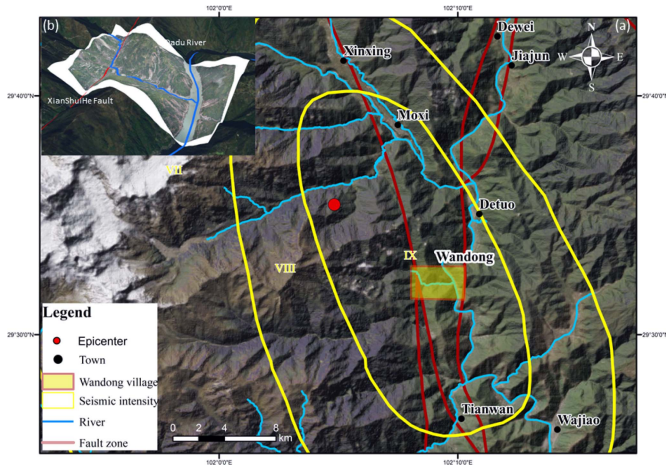 102°0'0"E
102°10'0"E
(b)
Dadu River
XianShuiHe Fault
(a)
N
W
E
S
Dewei
Xinxing
Jiajun
29°40'0"N
29°40'0"N
Moxi
VII
Detuo
Wandong
IX
VIII
29°30'0"N
29°30'0"N
Legend
Epicenter
Town
Wandong village
Seismic intensity
River
Fault zone
0 2 4 6 8
km
Tianwan
Wajiao
102°0'0"E
102°10'0"E